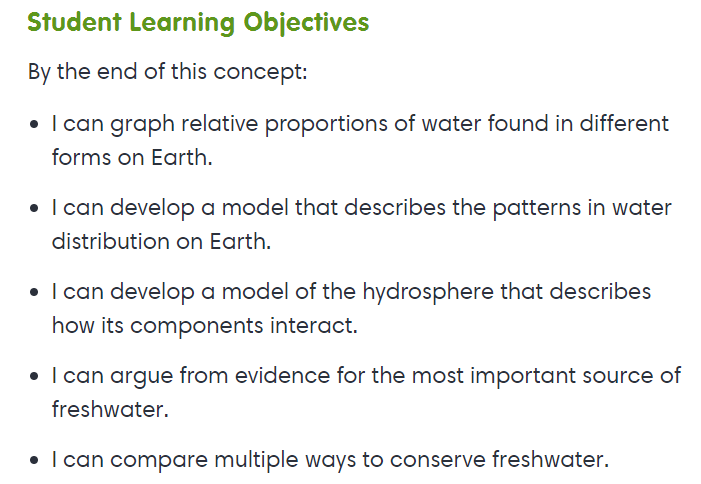 Student Learning Objectives
By the end of this concept:
• I can graph relative proportions of water found in different
forms on Earth.
• I can develop a model that describes the patterns in water
distribution on Earth.
• I can develop a model of the hydrosphere that describes
how its components interact.
• I can argue from evidence for the most important source of
freshwater.
• I can compare multiple ways to conserve freshwater.